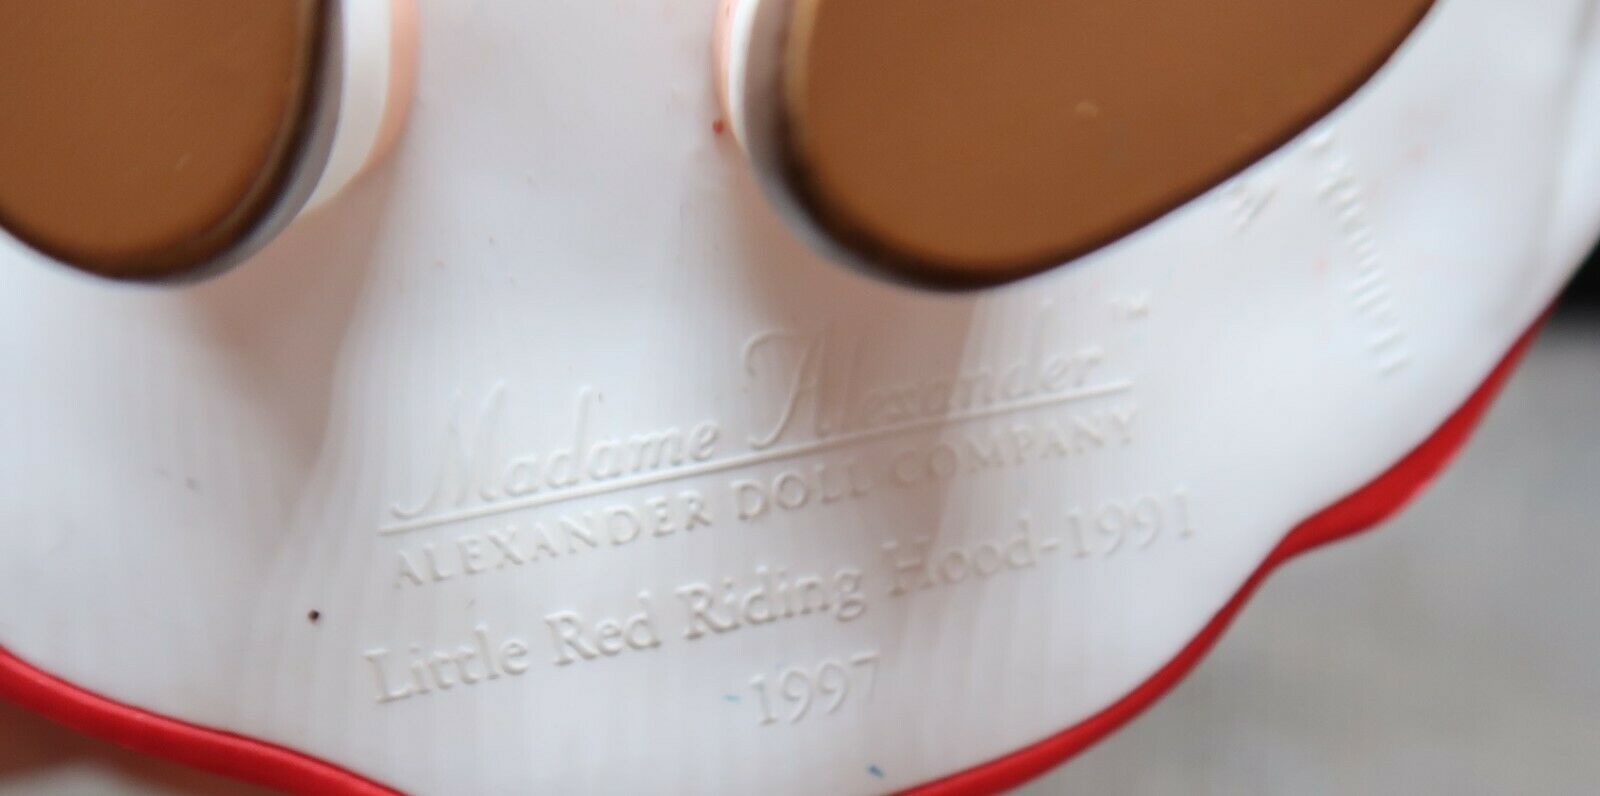 Madame Alexander™
ALEXANDER DOLL COMPANY
Little Red Riding Hood-1991
1997